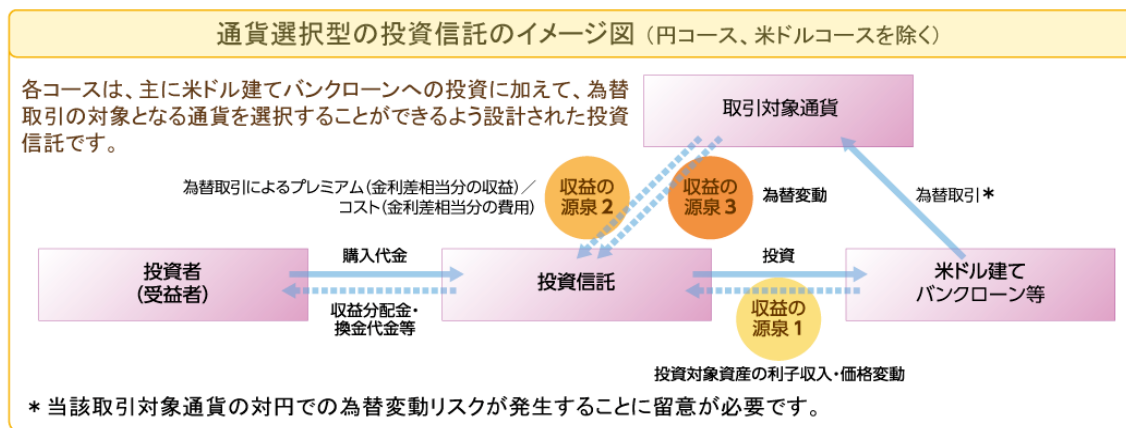 通貨選択型の投資信託のイメージ図（円コース、米ドルコースを除く）
各コースは、主に米ドル建てバンクローンへの投資に加えて、為替
取引の対象となる通貨を選択することができるよう設計された投資
信託です。
取引対象通貨
為替取引によるプレミアム（金利差相当分の収益）／
コスト（金利差相当分の費用）
収益の
源泉2
収益の
源泉3
為替変動
為替取引＊
投資者
（受益者）
購入代金
収益分配金・
換金代金等
投資信託
投資
収益の
源泉1
米ドル建て
バンクローン等
投資対象資産の利子収入・価格変動
＊当該取引対象通貨の対円での為替変動リスクが発生することに留意が必要です。